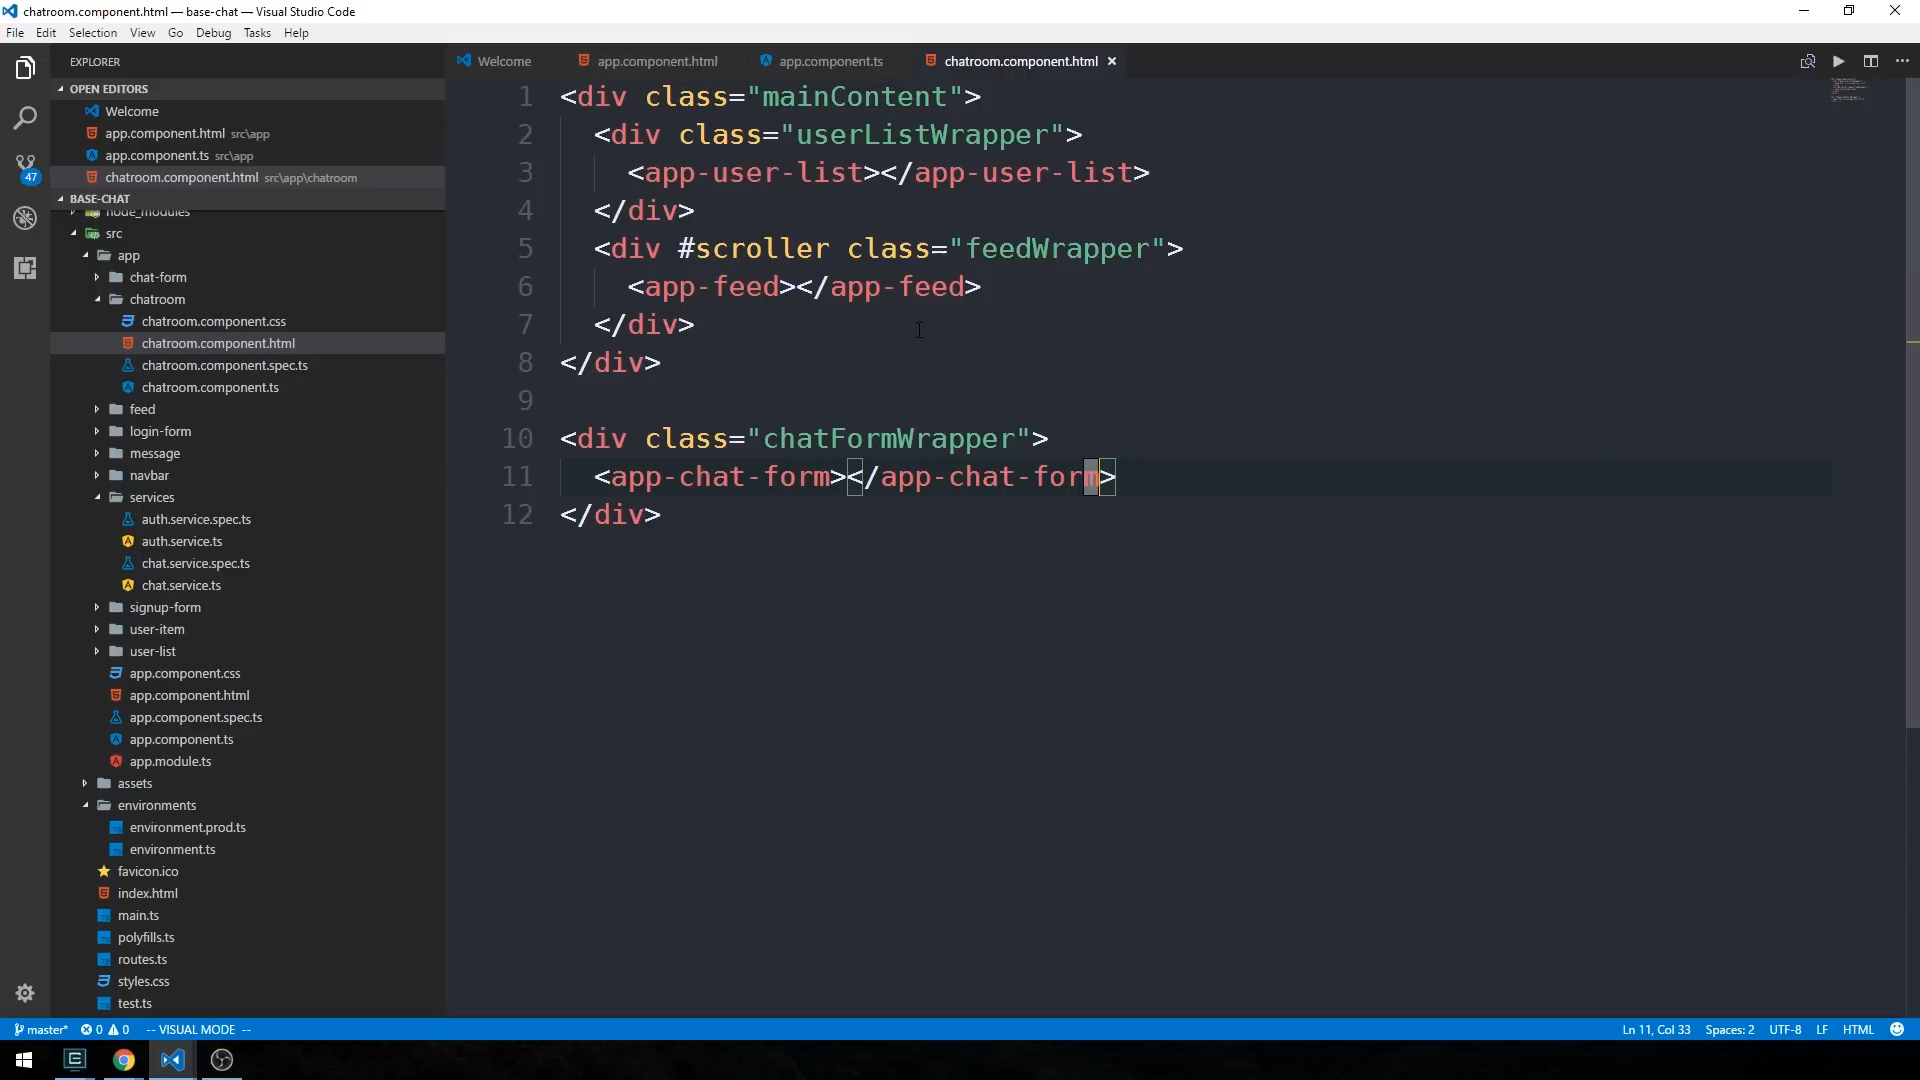 chatroom.component.html — base-chat — Visual Studio Code
File Edit Selection View Go Debug Tasks Help
EXPLORER
OPEN EDITORS
Welcome
app.component.html src\app
app.component.ts src\app
chatroom.component.html src\app\chatroom
47
BASE-CHAT
node_modules
src
app
chat-form
chatroom
chatroom.component.css
chatroom.component.html
chatroom.component.spec.ts
chatroom.component.ts
feed
login-form
message
navbar
services
auth.service.spec.ts
auth.service.ts
chat.service.spec.ts
chat.service.ts
signup-form
user-item
user-list
app.component.css
app.component.html
app.component.spec.ts
app.component.ts
app.module.ts
assets
environments
environment.prod.ts
environment.ts
favicon.ico
index.html
main.ts
polyfills.ts
routes.ts
styles.css
test.ts
Welcome app.component.html app.component.ts chatroom.component.html
1 <div class="mainContent">
2 <div class="userListWrapper">
3 <app-user-list></app-user-list>
4 </div>
5 <div #scroller class="feedWrapper">
6 <app-feed></app-feed>
7 </div>
8 </div>
9
10 <div class="chatFormWrapper">
11 <app-chat-form></app-chat-form>
12 </div>
master* 0 0 -- VISUAL MODE -- Ln 11, Col 33 Spaces: 2 UTF-8 LF HTML